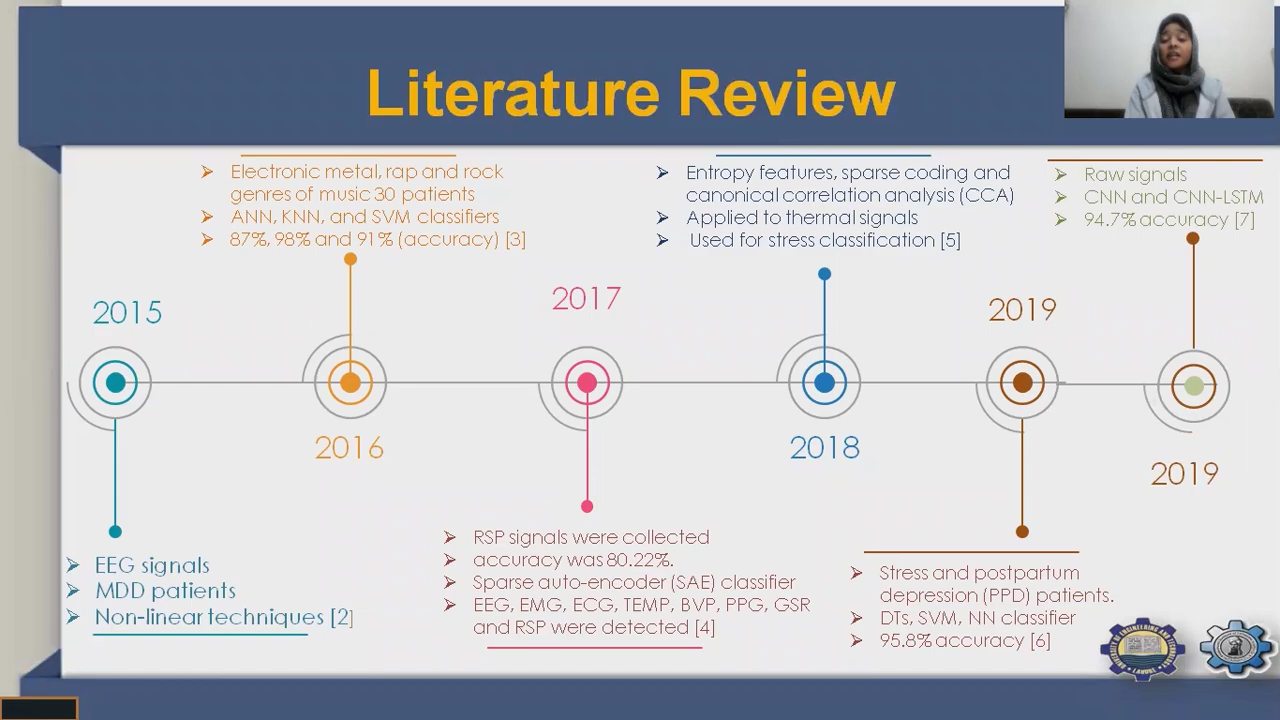 Literature Review
Electronic metal, rap and rock
genres of music 30 patients
ANN, KNN, and SVM classifiers
87%, 98% and 91% (accuracy) [3]
Entropy features, sparse coding and
canonical correlation analysis (CCA)
Applied to thermal signals
Used for stress classification [5]
Raw signals
CNN and CNN-LSTM
94.7% accuracy [7]
2015
2017
2019
2016
2018
2019
EEG signals
MDD patients
Non-linear techniques [2]
RSP signals were collected
accuracy was 80.22%.
Sparse auto-encoder (SAE) classifier
EEG, EMG, ECG, TEMP, BVP, PPG, GSR
and RSP were detected [4]
Stress and postpartum
depression (PPD) patients.
DTs, SVM, NN classifier
95.8% accuracy [6]